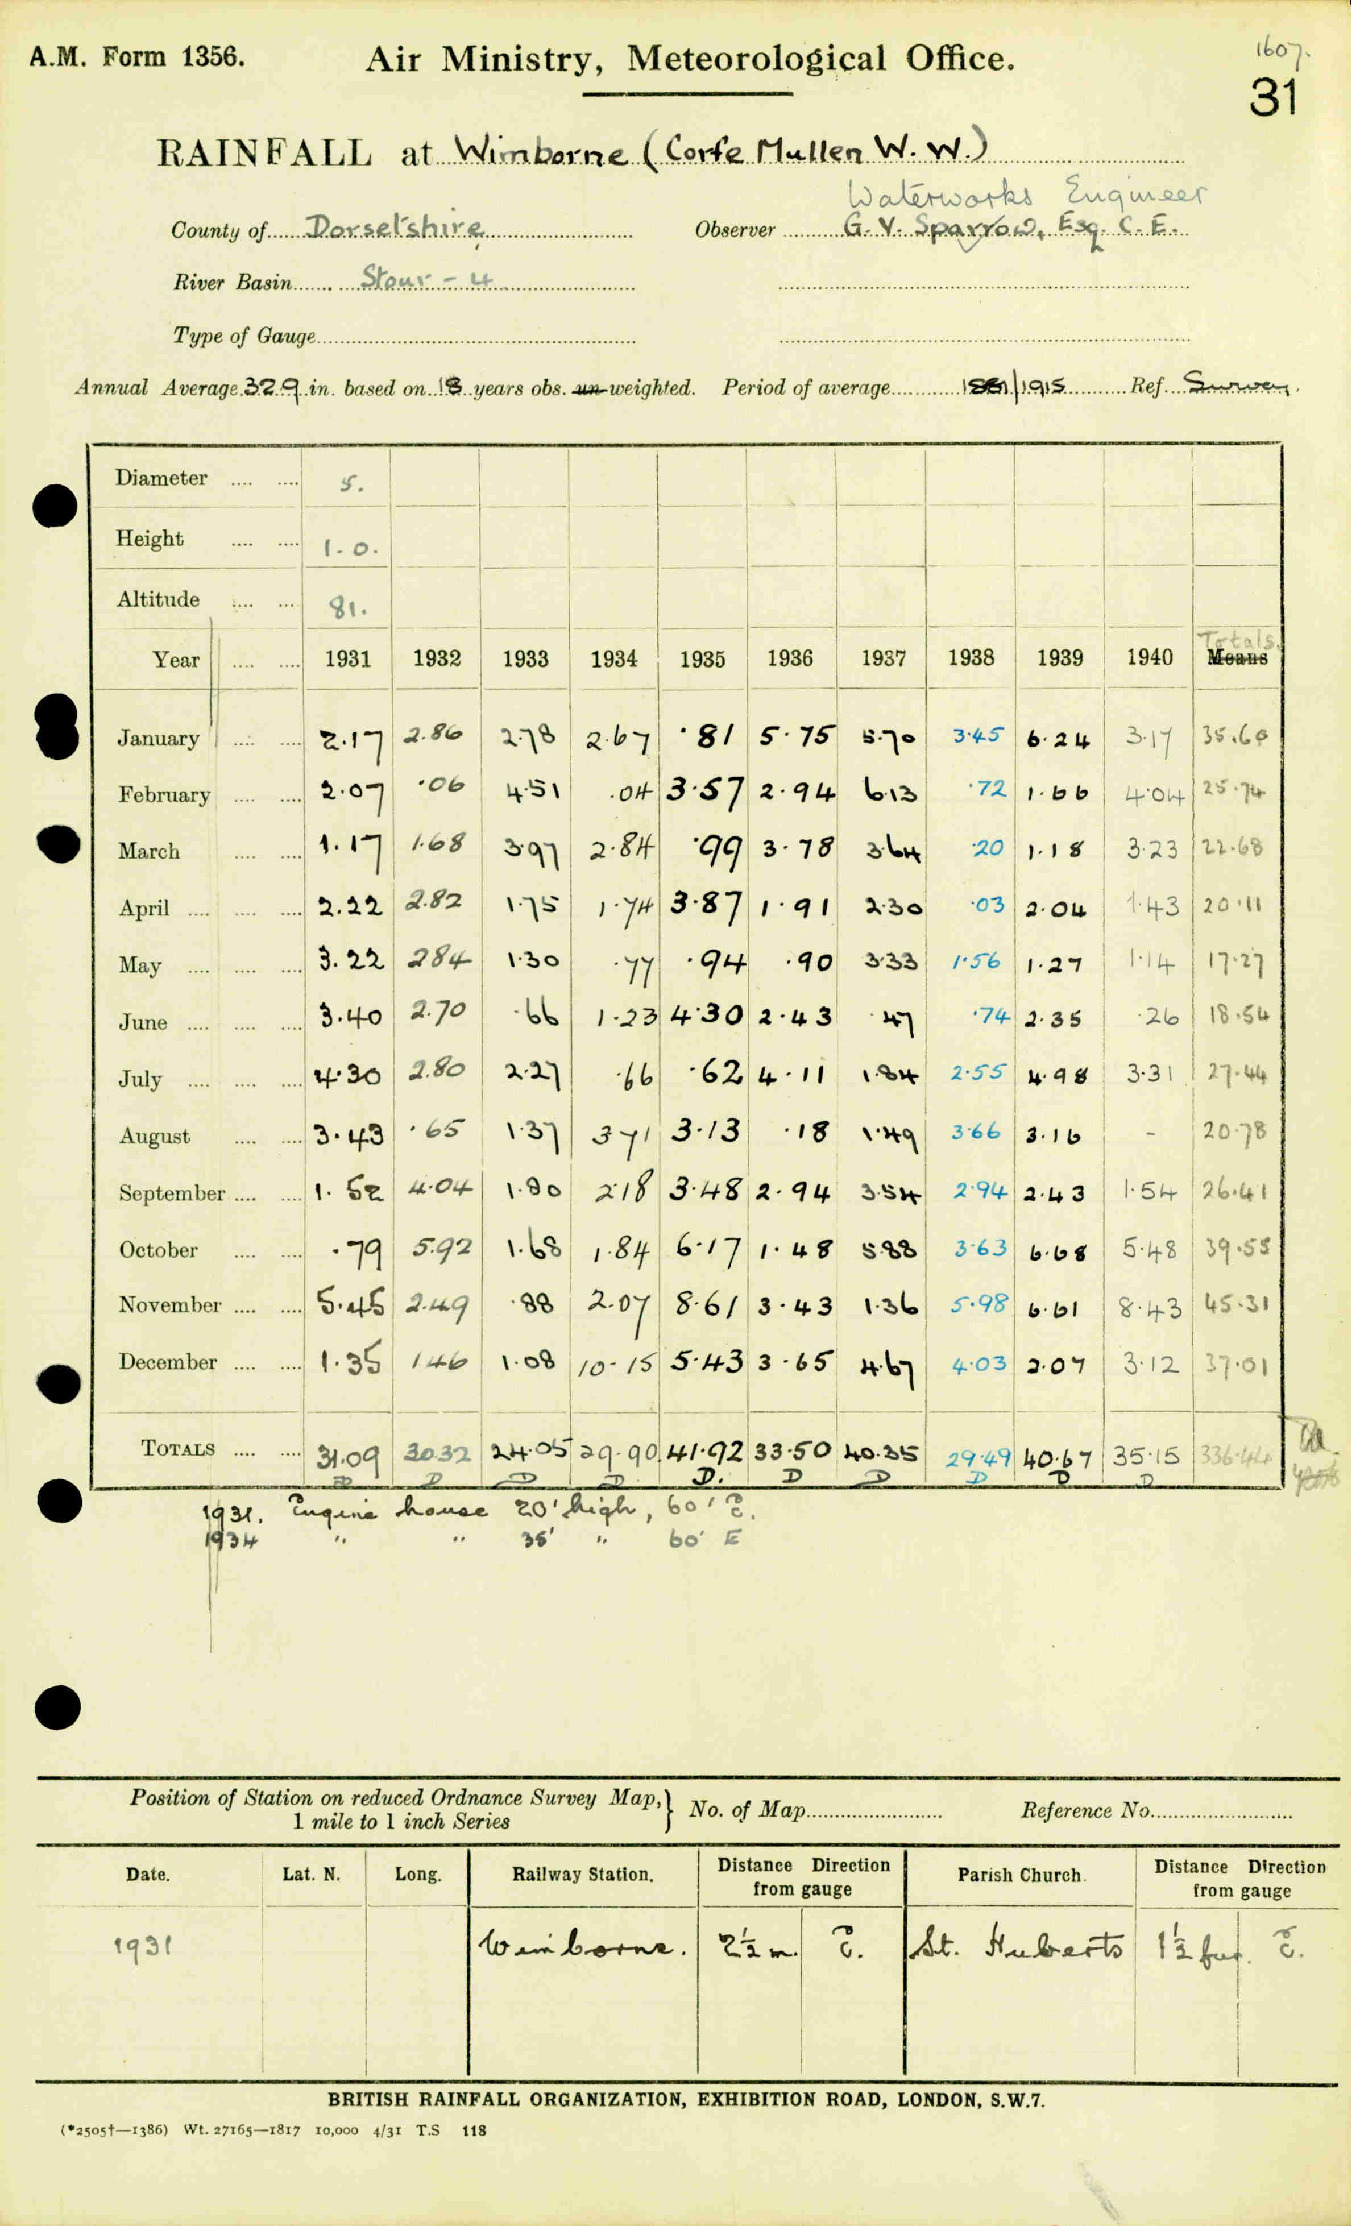 1607.
A.M. Form 1356. Air Ministry, Meteorological Office.
31
RAINFALL at Wimborne (Corfe Mullen W. W.)
Waterworks Engineer
County of Dorsetshire Observer G. V. Sparrow, Esq. C. E.
River Basin Stour - 4
Type of Gauge
Annual Average 32.9 in. based on 18 years obs. un-weighted. Period of average 1881/1915 Ref. Survey.
Diameter 5.
Height 1-0.
Altitude 81.
Totals.
Year 1931 1932 1933 1934 1935 1936 1937 1938 1939 1940 Means
January 2.17 2.86 2.78 2.67 .81 5.75 5.70 3.45 6.24 3.17 35.60
February 2.07 .06 4.51 .04 3.57 2.94 6.13 .72 1.66 4.04 25.74
March 1.17 1.68 3.97 2.84 .99 3.78 3.64 .20 1.18 3.23 22.68
April 2.22 2.82 1.75 1.74 3.87 1.91 2.30 .03 2.04 1.43 20.11
May 3.22 2.84 1.30 .77 .94 .90 3.33 1.56 1.27 1.14 17.27
June 3.40 2.70 .66 1.23 4.30 2.43 .47 .74 2.35 .26 18.54
July 4.30 2.80 2.27 .66 .62 4.11 1.84 2.55 4.98 3.31 27.44
August 3.43 .65 1.37 3.71 3.13 .18 1.49 3.66 3.16 - 20.78
September 1.52 4.04 1.80 2.18 3.48 2.94 3.54 2.94 2.43 1.54 26.41
October .79 5.92 1.68 1.84 6.17 1.48 5.88 3.63 6.68 5.48 39.55
November 5.45 2.49 .88 2.07 8.61 3.43 1.36 5.98 6.61 8.43 45.31
December 1.35 1.46 1.08 10.15 5.43 3.65 4.67 4.03 2.07 3.12 37.01
TOTALS 31.09 30.32 24.05 29.90 41.92 33.50 40.35 29.49 40.67 35.15 336.44
D D D D D. D D D D D
1931. Engine house 20' high, 60' E.
1934 " " 35' " 60' E
Position of Station on reduced Ordnance Survey Map, } No. of Map Reference No.
1 mile to 1 inch Series
Date. Lat. N. Long. Railway Station. Distance Direction from gauge Parish Church. Distance Direction from gauge
1931 Wimborne. 2½ m. E. St. Huberts 1½ fur. E.
BRITISH RAINFALL ORGANIZATION, EXHIBITION ROAD, LONDON, S.W.7.
(*2505†—1386) Wt. 27165—1817 10,000 4/31 T.S 118